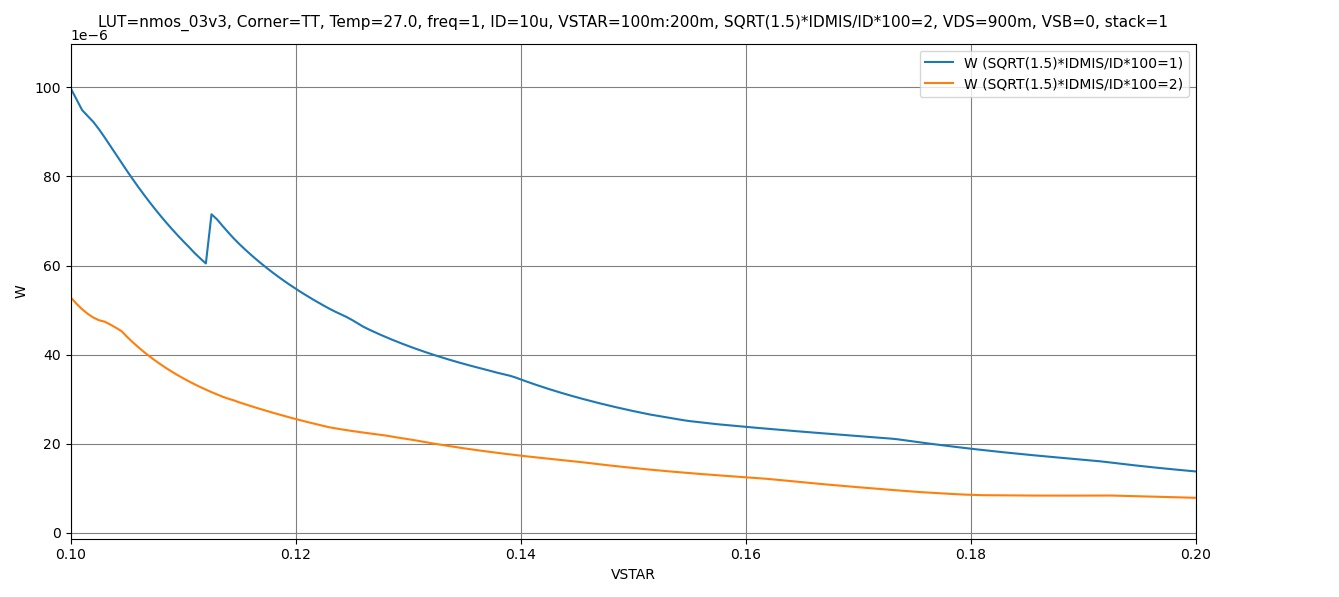 LUT=nmos_03v3, Corner=TT, Temp=27.0, freq=1, ID=10u, VSTAR=100m:200m, SQRT(1.5)*IDMIS/ID*100=2, VDS=900m, VSB=0, stack=1
1e−6
W (SQRT(1.5)*IDMIS/ID*100=1)
W (SQRT(1.5)*IDMIS/ID*100=2)
100
80
60
40
20
0
W
0.10 0.12 0.14 0.16 0.18 0.20
VSTAR